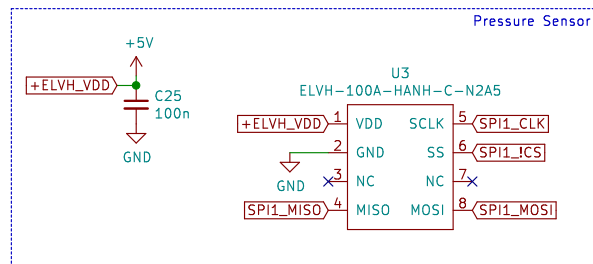 Pressure Sensor
+5V
+ELVH_VDD
C25
100n
GND
U3
ELVH-100A-HANH-C-N2A5
+ELVH_VDD 1 VDD SCLK 5 SPI1_CLK
2 GND SS 6 SPI1_!CS
GND
3 NC NC 7
SPI1_MISO 4 MISO MOSI 8 SPI1_MOSI